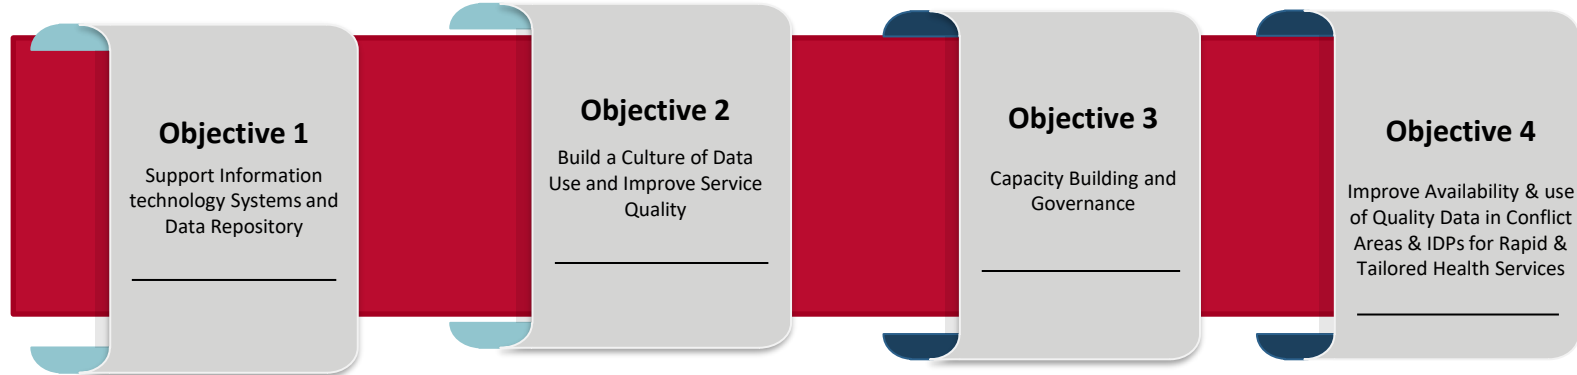 Objective 1
Support Information
technology Systems and
Data Repository
Objective 2
Build a Culture of Data
Use and Improve Service
Quality
Objective 3
Capacity Building and
Governance
Objective 4
Improve Availability & use
of Quality Data in Conflict
Areas & IDPs for Rapid &
Tailored Health Services